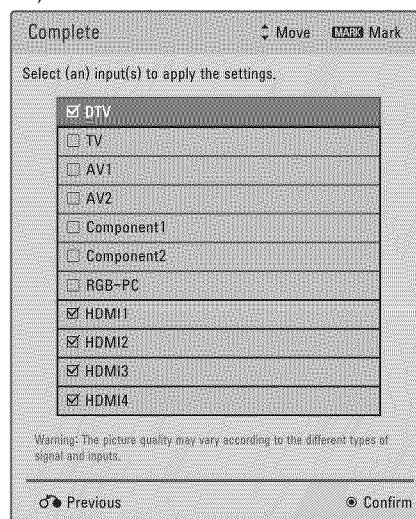 Complete Move MARK Mark
Select (an) input(s) to apply the settings.
DTV
TV
AV1
AV2
Component1
Component2
RGB-PC
HDMI1
HDMI2
HDMI3
HDMI4
Warning: The picture quality may vary according to the different types of
signal and inputs.
Previous Confirm